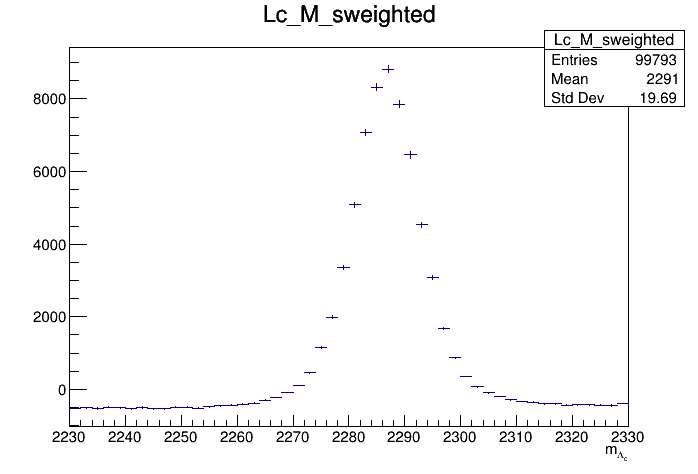 Lc_M_sweighted
Lc_M_sweighted
Entries 99793
Mean 2291
Std Dev 19.69
8000
6000
4000
2000
0
2230 2240 2250 2260 2270 2280 2290 2300 2310 2320 2330
m_Λ_c